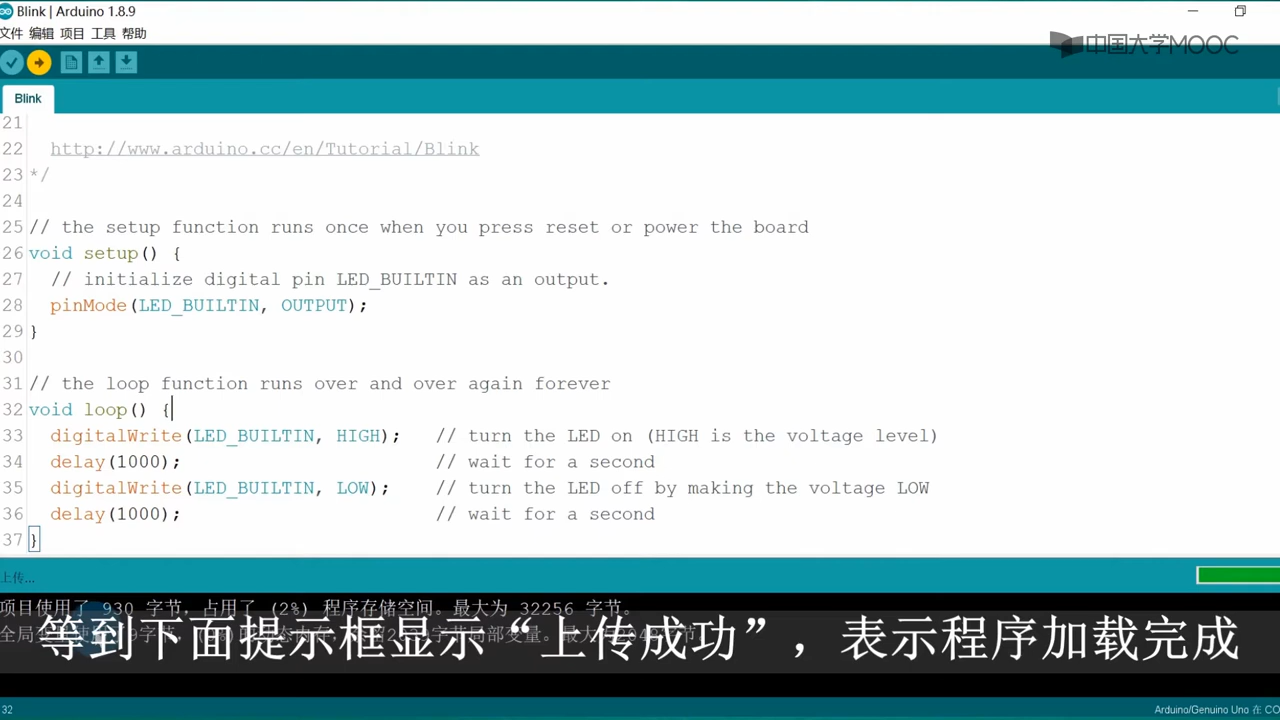 Blink | Arduino 1.8.9
文件 编辑 项目 工具 帮助
中国大学MOOC
Blink
21
22 http://www.arduino.cc/en/Tutorial/Blink
23 */
24
25 // the setup function runs once when you press reset or power the board
26 void setup() {
27 // initialize digital pin LED_BUILTIN as an output.
28 pinMode(LED_BUILTIN, OUTPUT);
29 }
30
31 // the loop function runs over and over again forever
32 void loop() {
33 digitalWrite(LED_BUILTIN, HIGH); // turn the LED on (HIGH is the voltage level)
34 delay(1000); // wait for a second
35 digitalWrite(LED_BUILTIN, LOW); // turn the LED off by making the voltage LOW
36 delay(1000); // wait for a second
37 }
上传...
项目使用了 930 字节，占用了 (2%) 程序存储空间。最大为 32256 字节。
等到下面提示框显示“上传成功”，表示程序加载完成
32
Arduino/Genuino Uno 在 CO